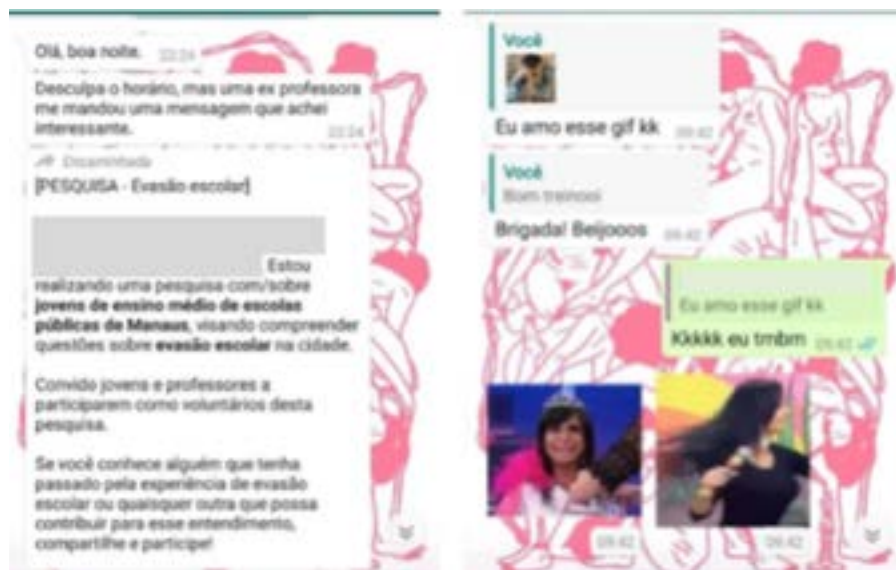 Olá, boa noite. 22:24
Desculpa o horário, mas uma ex professora
me mandou uma mensagem que achei
interessante. 22:24
Encaminhada
[PESQUISA - Evasão escolar]
Estou
realizando uma pesquisa com/sobre
jovens de ensino médio de escolas
públicas de Manaus, visando compreender
questões sobre evasão escolar na cidade.
Convido jovens e professores a
participarem como voluntários desta
pesquisa.
Se você conhece alguém que tenha
passado pela experiência de evasão
escolar ou quaisquer outra que possa
contribuir para esse entendimento,
compartilhe e participe!
Você
Eu amo esse gif kk 09:42
Você
Bom treinooi
Brigada! Beijooos 09:42
Eu amo esse gif kk
Kkkkk eu tmbm 09:42
09:42
09:42